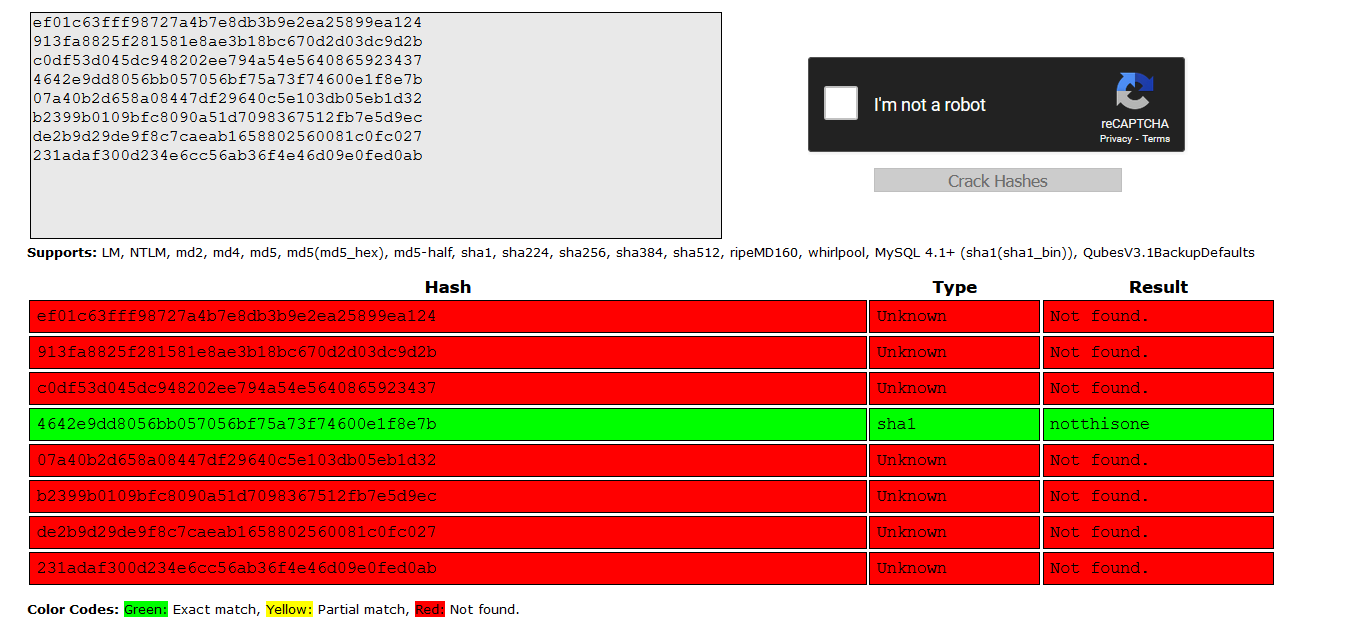 ef01c63fff98727a4b7e8db3b9e2ea25899ea124
913fa8825f281581e8ae3b18bc670d2d03dc9d2b
c0df53d045dc948202ee794a54e5640865923437
4642e9dd8056bb057056bf75a73f74600e1f8e7b
07a40b2d658a08447df29640c5e103db05eb1d32
b2399b0109bfc8090a51d7098367512fb7e5d9ec
de2b9d29de9f8c7caeab1658802560081c0fc027
231adaf300d234e6cc56ab36f4e46d09e0fed0ab
I'm not a robot
reCAPTCHA
Privacy - Terms
Crack Hashes
Supports: LM, NTLM, md2, md4, md5, md5(md5_hex), md5-half, sha1, sha224, sha256, sha384, sha512, ripeMD160, whirlpool, MySQL 4.1+ (sha1(sha1_bin)), QubesV3.1BackupDefaults
Hash Type Result
ef01c63fff98727a4b7e8db3b9e2ea25899ea124 Unknown Not found.
913fa8825f281581e8ae3b18bc670d2d03dc9d2b Unknown Not found.
c0df53d045dc948202ee794a54e5640865923437 Unknown Not found.
4642e9dd8056bb057056bf75a73f74600e1f8e7b sha1 notthisone
07a40b2d658a08447df29640c5e103db05eb1d32 Unknown Not found.
b2399b0109bfc8090a51d7098367512fb7e5d9ec Unknown Not found.
de2b9d29de9f8c7caeab1658802560081c0fc027 Unknown Not found.
231adaf300d234e6cc56ab36f4e46d09e0fed0ab Unknown Not found.
Color Codes: Green: Exact match, Yellow: Partial match, Red: Not found.